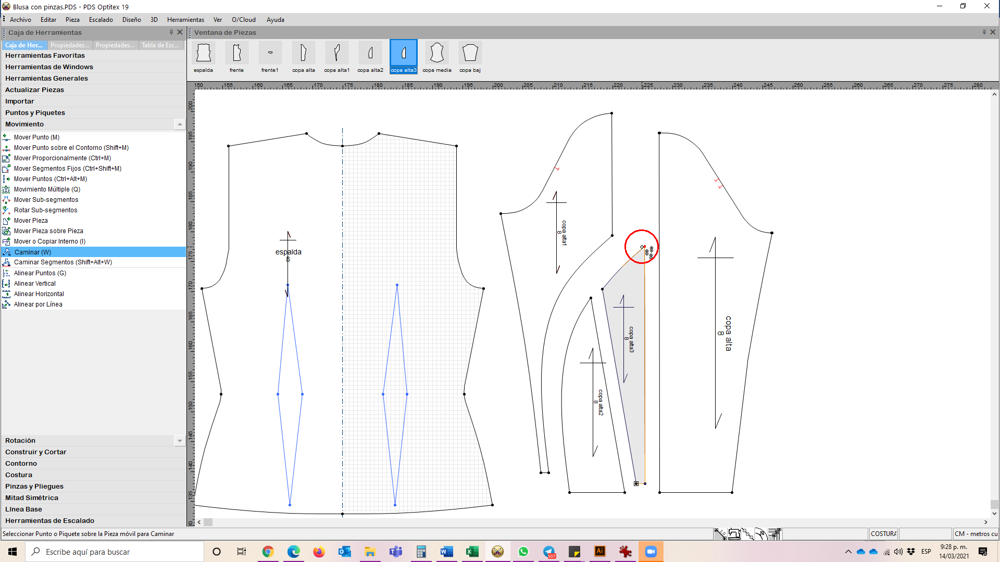 Blusa con pinzas.PDS - PDS Optitex 19
Archivo Editar Pieza Escalado Diseño 3D Herramientas Ver O/Cloud Ayuda
Caja de Herramientas
Ventana de Piezas
Caja de Her... Propiedades... Propiedades... Tabla de Esc...
Herramientas Favoritas
Herramientas de Windows
Herramientas Generales
Actualizar Piezas
Importar
Puntos y Piquetes
Movimiento
Mover Punto (M)
Mover Punto sobre el Contorno (Shift+M)
Mover Proporcionalmente (Ctrl+M)
Mover Segmentos Fijos (Ctrl+Shift+M)
Mover Puntos (Ctrl+Alt+M)
Movimiento Múltiple (Q)
Mover Sub-segmentos
Rotar Sub-segmentos
Mover Pieza
Mover Pieza sobre Pieza
Mover o Copiar Interno (I)
Caminar (W)
Caminar Segmentos (Shift+Alt+W)
Alinear Puntos (G)
Alinear Vertical
Alinear Horizontal
Alinear por Línea
Rotación
Construir y Cortar
Contorno
Costura
Pinzas y Pliegues
Mitad Simétrica
Línea Base
Herramientas de Escalado
espalda frente frente1 copa alta copa alta1 copa alta2 copa alta3 copa media copa baj
150 155 160 165 170 175 180 185 190 195 200 205 210 215 220 225 230 235 240 245 250 255 260 265 270 275 280
200
195
190
185
180
175
170
165
160
155
150
145
140
135
130
espalda
8
copa alta1
8
copa alta2
8
copa alta3
8
copa alta
8
Seleccionar Punto o Piquete sobre la Pieza móvil para Caminar
COSTURA
CM - metros cu
Escribe aquí para buscar
507
Ai
ESP
9:28 p. m.
14/03/2021